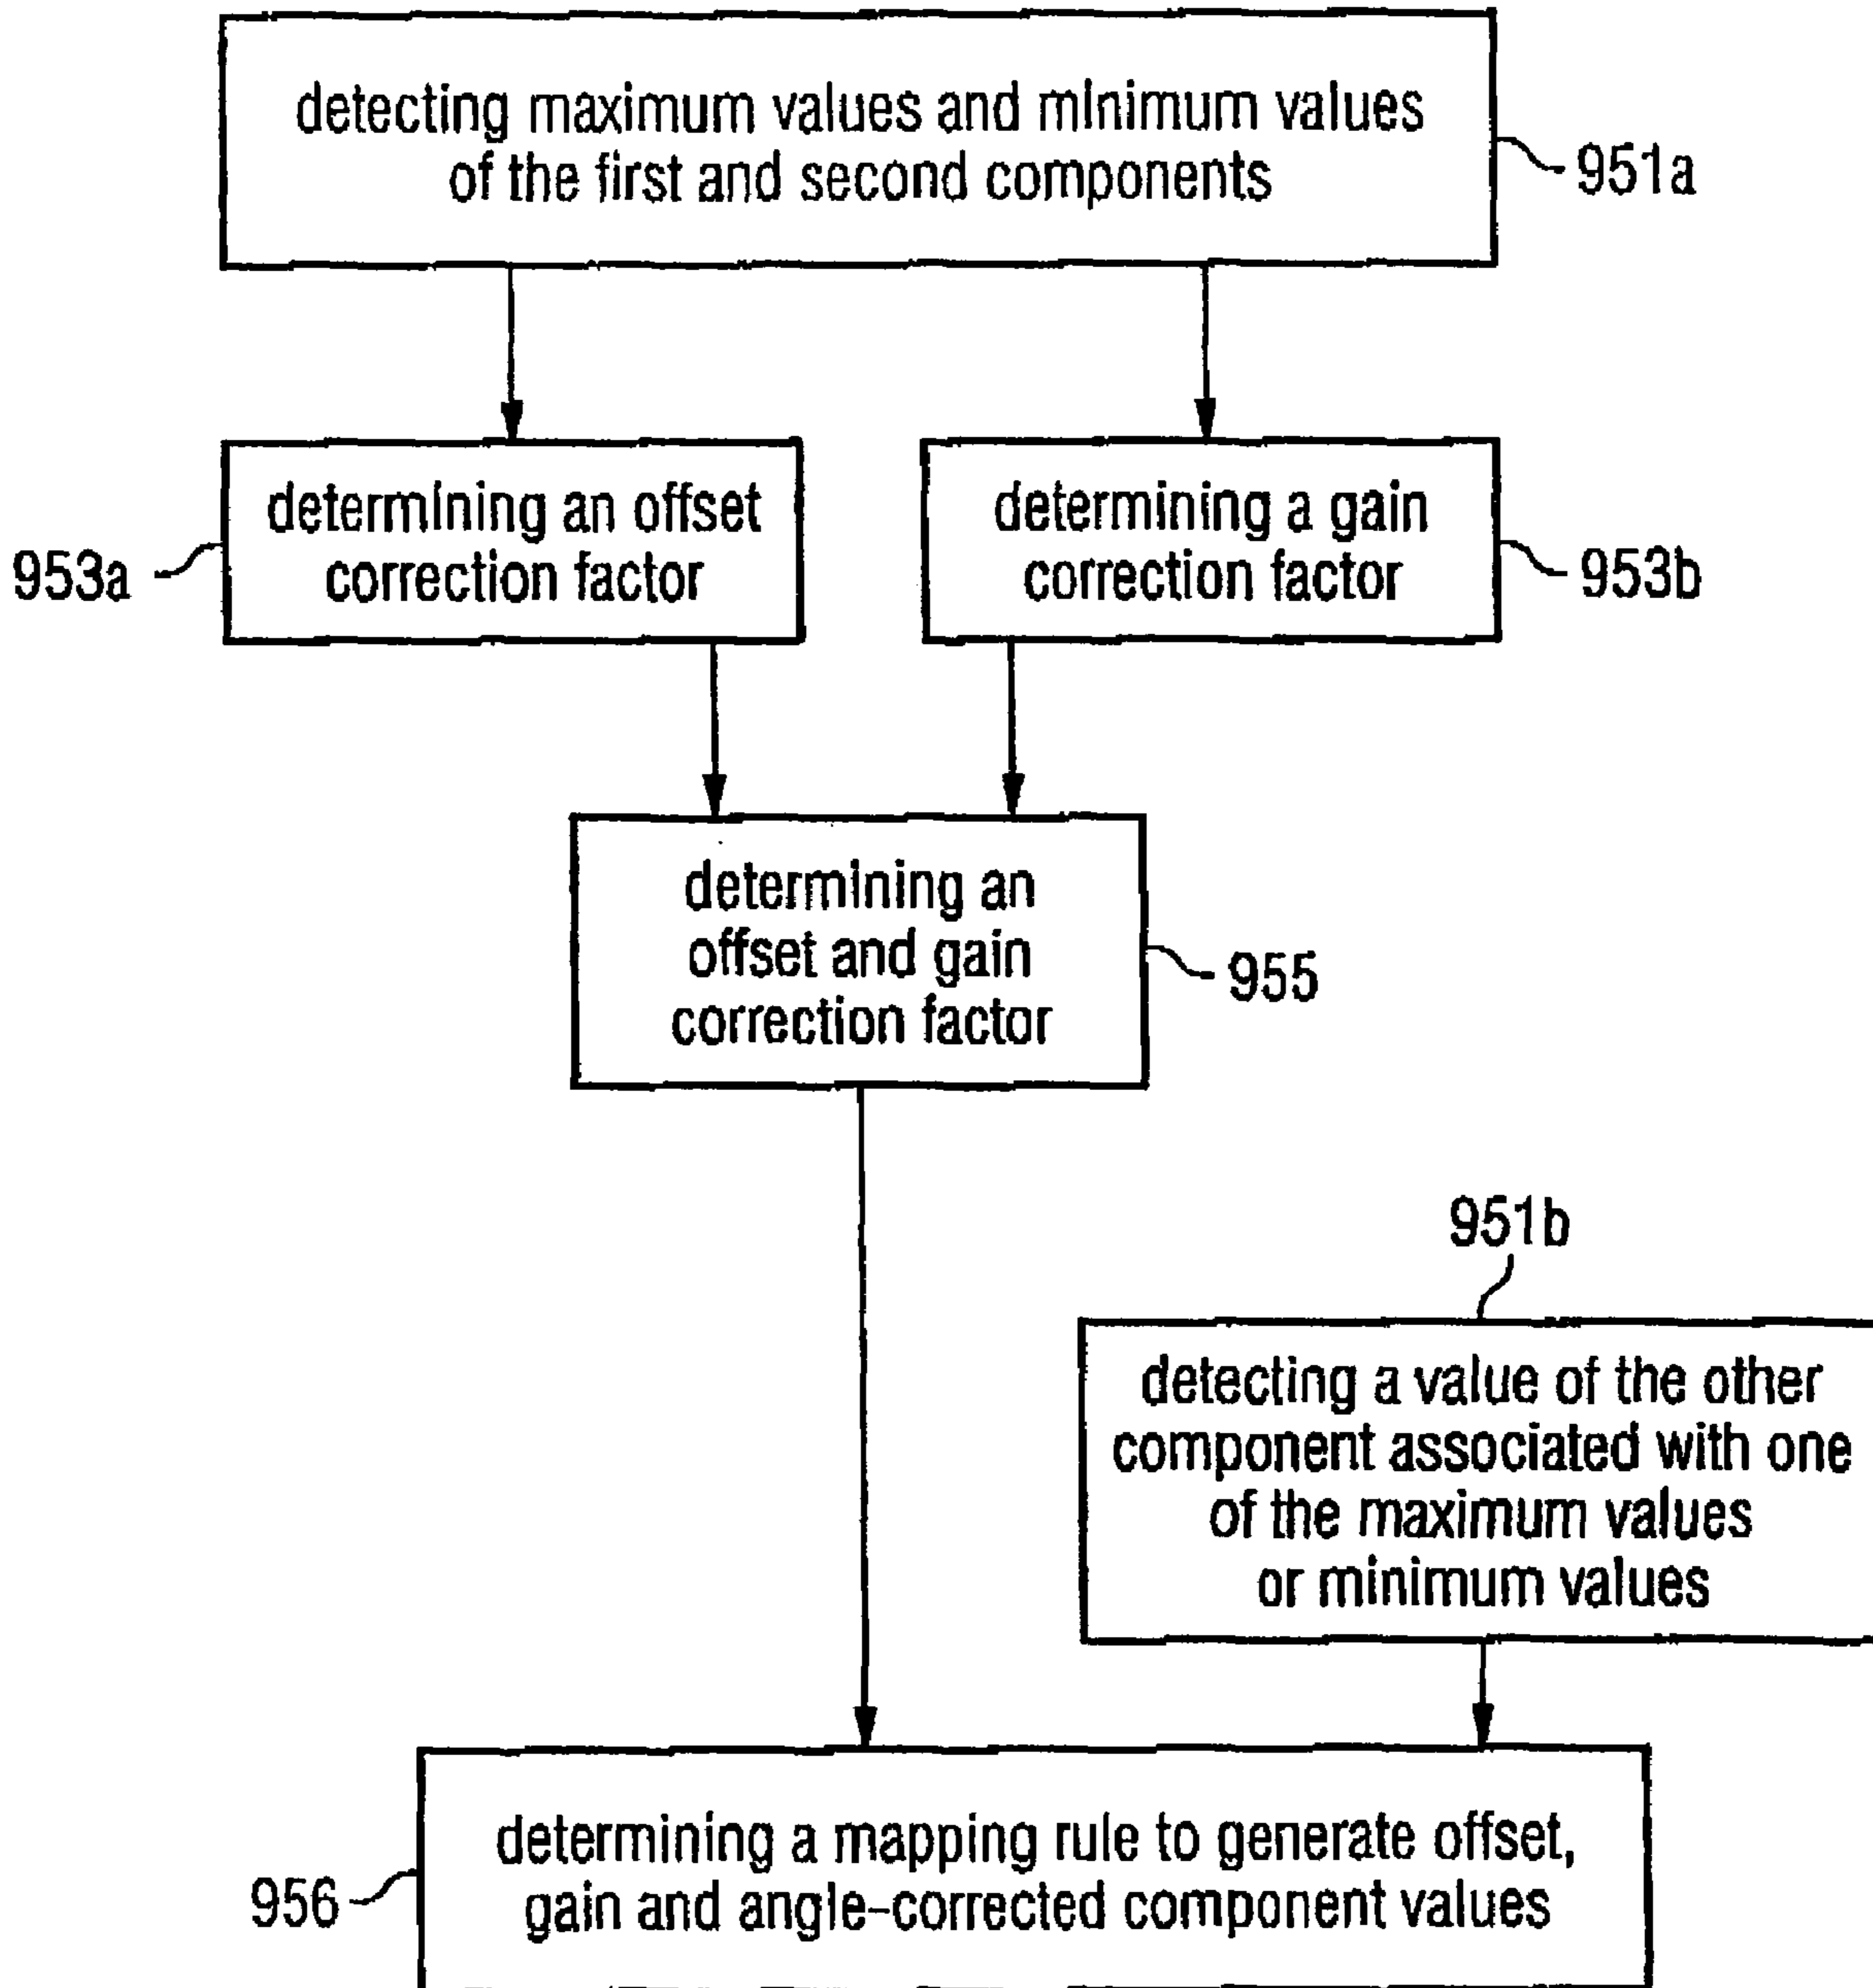 detecting maximum values and minimum values
of the first and second components
951a
determining an offset
correction factor
953a
determining a gain
correction factor
953b
determining an
offset and gain
correction factor
955
951b
detecting a value of the other
component associated with one
of the maximum values
or minimum values
determining a mapping rule to generate offset,
gain and angle-corrected component values
956